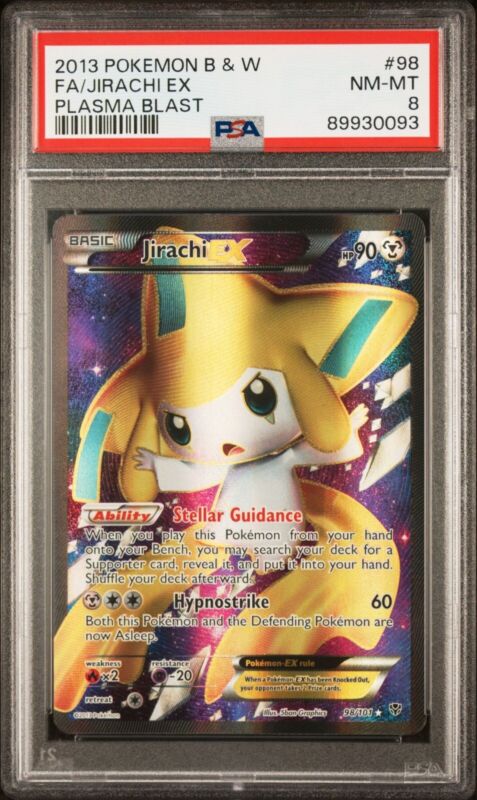 2013 POKEMON B & W #98
FA/JIRACHI EX NM-MT
PLASMA BLAST 8
PSA 89930093
BASIC Jirachi EX HP 90
Ability Stellar Guidance
When you play this Pokémon from your hand
onto your Bench, you may search your deck for a
Supporter card, reveal it, and put it into your hand.
Shuffle your deck afterward.
Hypnostrike 60
Both this Pokémon and the Defending Pokémon are
now Asleep.
weakness resistance
×2 -20
retreat
Pokémon-EX rule
When a Pokémon-EX has been Knocked Out,
your opponent takes 2 Prize cards.
©2013 Pokémon
Illus. 5ban Graphics 98/101